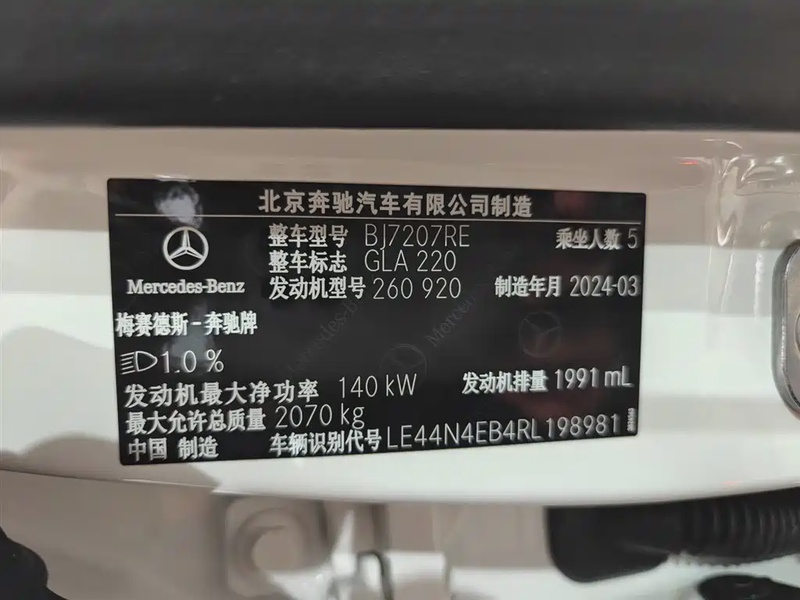 北京奔驰汽车有限公司制造
整车型号 BJ7207RE 乘坐人数 5
整车标志 GLA 220
Mercedes-Benz
发动机型号 260 920 制造年月 2024-03
梅赛德斯-奔驰牌
1.0 %
发动机最大净功率 140 kW 发动机排量 1991 mL
最大允许总质量 2070 kg
中国 制造 车辆识别代号 LE44N4EB4RL198981
Mercedes-Benz